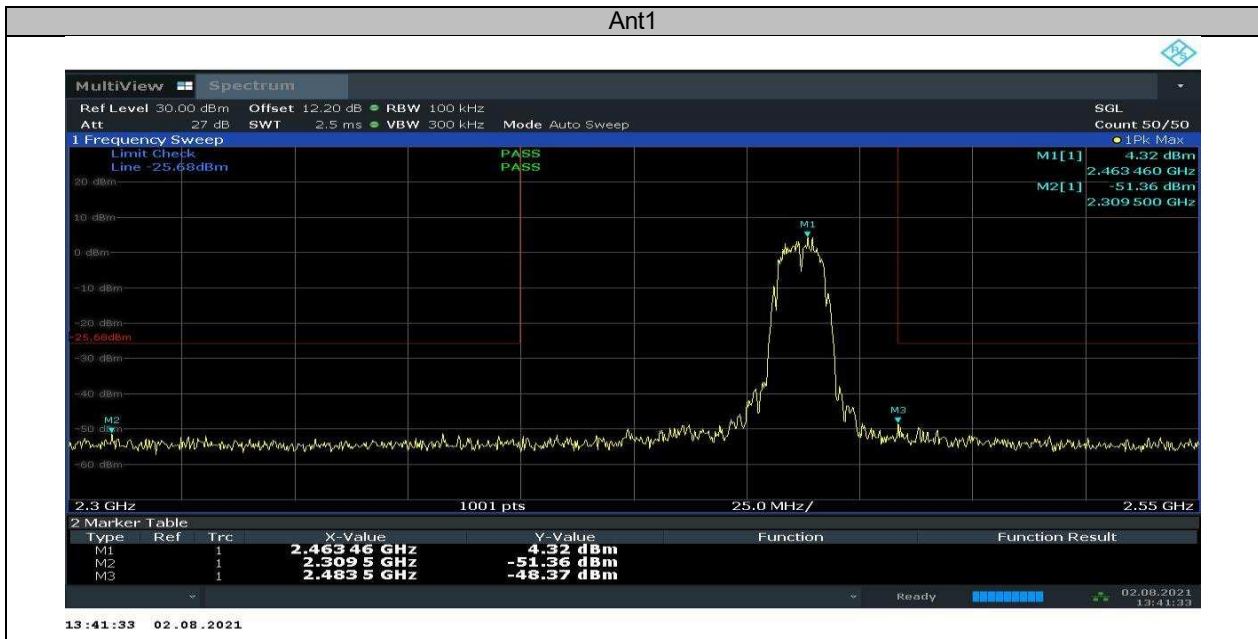 Ant1
MultiView Spectrum
Ref Level 30.00 dBm Offset 12.20 dB RBW 100 kHz SGL
Att 27 dB SWT 2.5 ms VBW 300 kHz Mode Auto Sweep Count 50/50
1 Frequency Sweep 1Pk Max
Limit Check PASS M1[1] 4.32 dBm
Line -25.68dBm PASS 2.463 460 GHz
20 dBm M2[1] -51.36 dBm
2.309 500 GHz
10 dBm
M1
0 dBm
-10 dBm
-20 dBm
-25.68dBm
-30 dBm
-40 dBm
M3
M2
-50 dBm
-60 dBm
2.3 GHz 1001 pts 25.0 MHz/ 2.55 GHz
2 Marker Table
Type Ref Trc X-Value Y-Value Function Function Result
M1 1 2.463 46 GHz 4.32 dBm
M2 1 2.309 5 GHz -51.36 dBm
M3 1 2.483 5 GHz -48.37 dBm
Ready 02.08.2021
13:41:33
13:41:33 02.08.2021